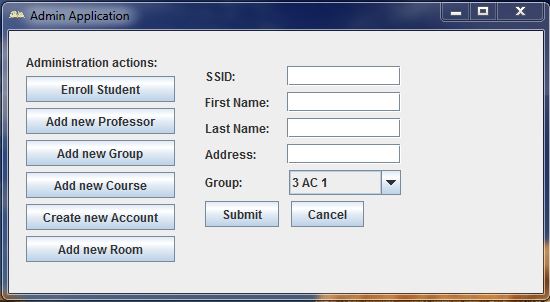 Admin Application
Administration actions:
Enroll Student
Add new Professor
Add new Group
Add new Course
Create new Account
Add new Room
SSID:
First Name:
Last Name:
Address:
Group: 3 AC 1
Submit Cancel